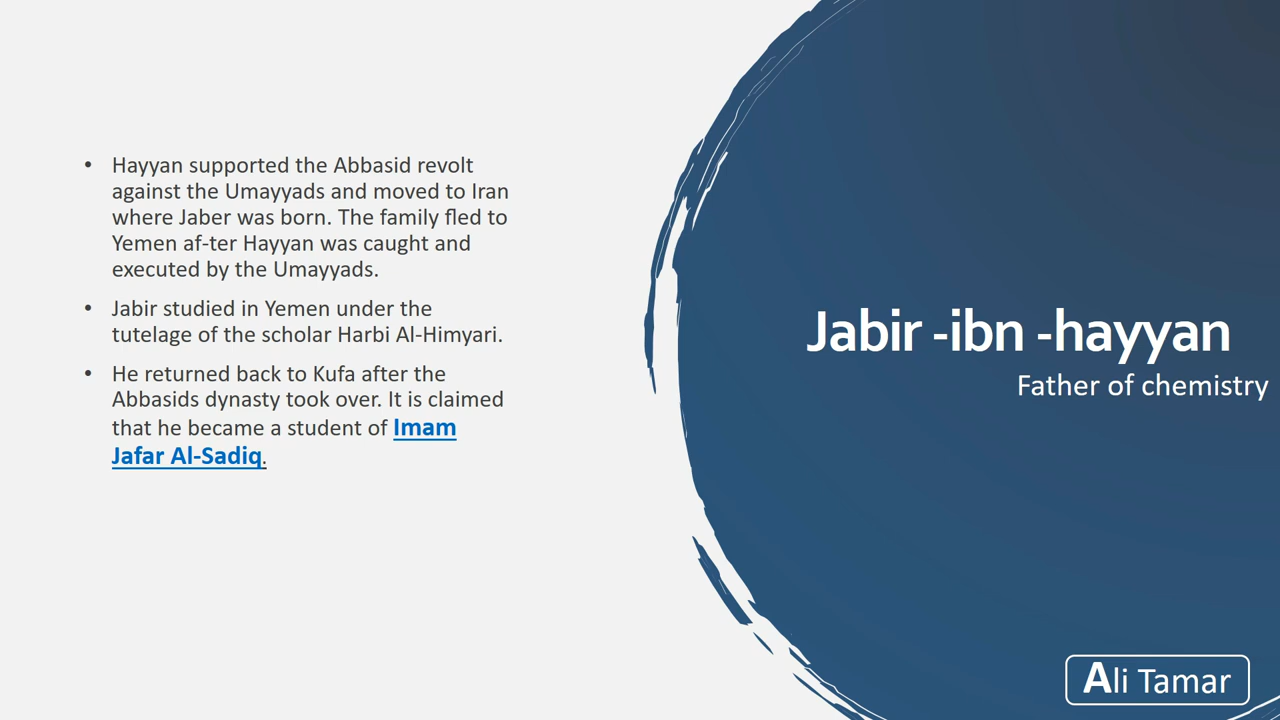 • Hayyan supported the Abbasid revolt
against the Umayyads and moved to Iran
where Jaber was born. The family fled to
Yemen af-ter Hayyan was caught and
executed by the Umayyads.
• Jabir studied in Yemen under the
tutelage of the scholar Harbi Al-Himyari.
• He returned back to Kufa after the
Abbasids dynasty took over. It is claimed
that he became a student of Imam
Jafar Al-Sadiq.
Jabir -ibn -hayyan
Father of chemistry
Ali Tamar